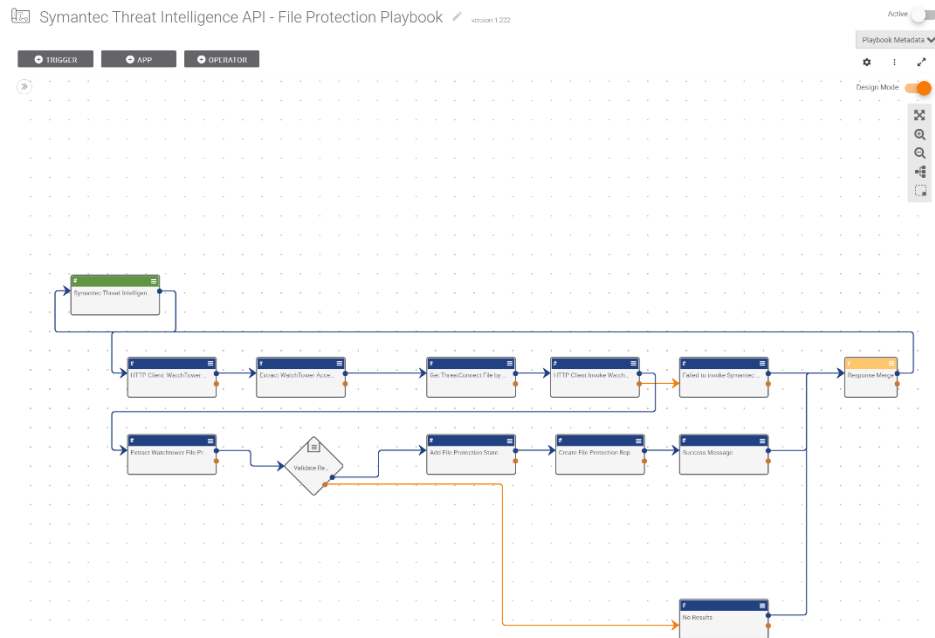 Symantec Threat Intelligence API - File Protection Playbook
version 1.222
Active
Playbook Metadata
TRIGGER
APP
OPERATOR
Design Mode
#
Symantec Threat Intelligen
#
HTTP Client: WatchTower ...
#
Extract WatchTower Acce...
#
Get ThreatConnect File by ...
#
HTTP Client Invoke Watch...
#
Failed to invoke Symantec ...
#
Response Merge
#
Extract Watchtower File Pr...
Validate Re...
#
Add File Protection State
#
Create File Protection Rep
#
Success Message
#
No Results